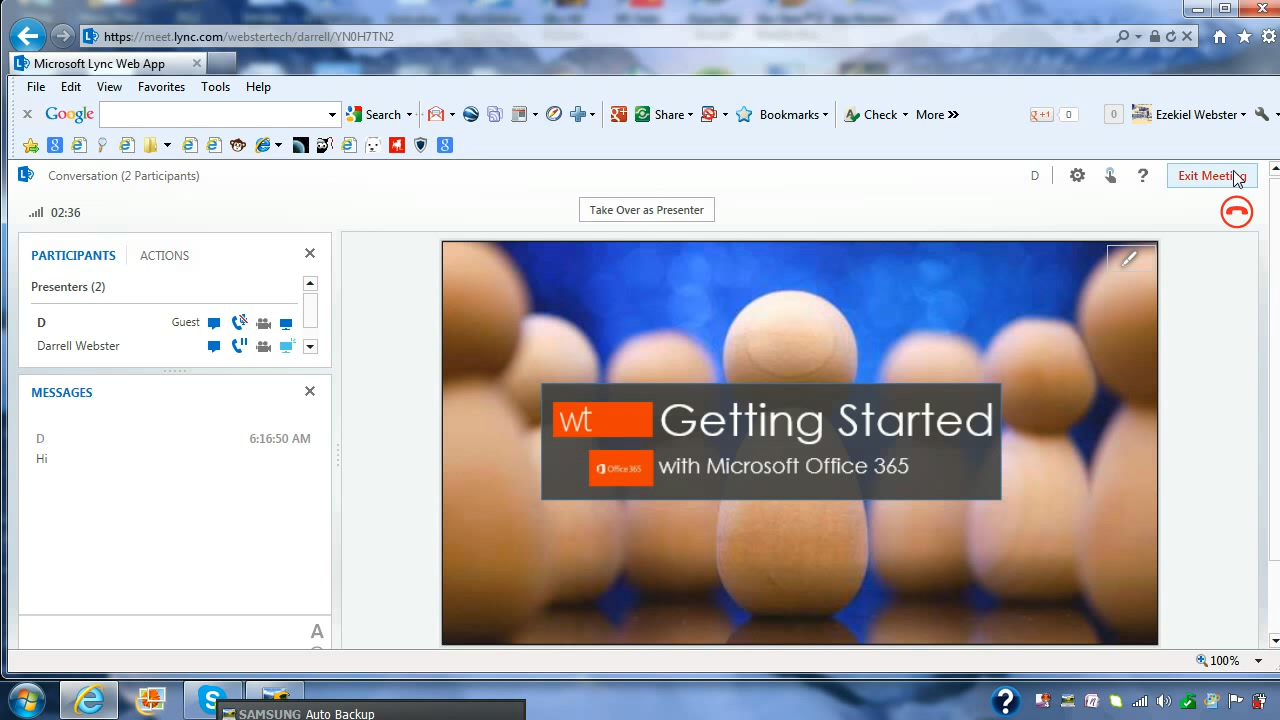 https://meet.lync.com/webstertech/darrell/YN0H7TN2
Microsoft Lync Web App
File Edit View Favorites Tools Help
Google Search Share Bookmarks Check More » +1 0 0 Ezekiel Webster
Conversation (2 Participants) D ? Exit Meeting
02:36
Take Over as Presenter
PARTICIPANTS ACTIONS
Presenters (2)
D Guest
Darrell Webster
MESSAGES
D 6:16:50 AM
Hi
A
wt Getting Started
Office 365 with Microsoft Office 365
100%
SAMSUNG Auto Backup